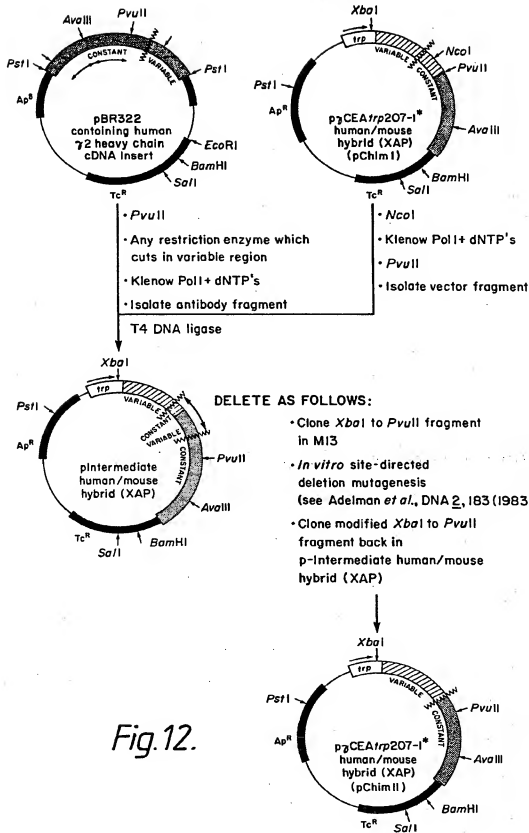 PvuII
AvaIII
PstI
CONSTANT
VARIABLE
PstI
ApR
pBR322
containing human
γ2 heavy chain
cDNA insert
EcoRI
BamHI
SalI
TcR
XbaI
trp
VARIABLE
NcoI
PvuII
CONSTANT
PstI
ApR
pγCEAtrp207-1*
human/mouse
hybrid (XAP)
(pChim I)
AvaIII
BamHI
SalI
TcR
• PvuII
• Any restriction enzyme which
cuts in variable region
• Klenow Pol I + dNTP's
• Isolate antibody fragment
• NcoI
• Klenow Pol I + dNTP's
• PvuII
• Isolate vector fragment
T4 DNA ligase
XbaI
trp
VARIABLE
CONSTANT
VARIABLE
CONSTANT
PstI
ApR
pIntermediate
human/mouse
hybrid (XAP)
PvuII
AvaIII
BamHI
SalI
TcR
DELETE AS FOLLOWS:
• Clone XbaI to PvuII fragment
in M13
• In vitro site-directed
deletion mutagenesis
(see Adelman et al., DNA 2, 183 (1983
• Clone modified XbaI to PvuII
fragment back in
p-Intermediate human/mouse
hybrid (XAP)
XbaI
trp
VARIABLE
PvuII
CONSTANT
PstI
ApR
pγCEAtrp207-1*
human/mouse
hybrid (XAP)
(pChim II)
AvaIII
BamHI
SalI
TcR
Fig. 12.